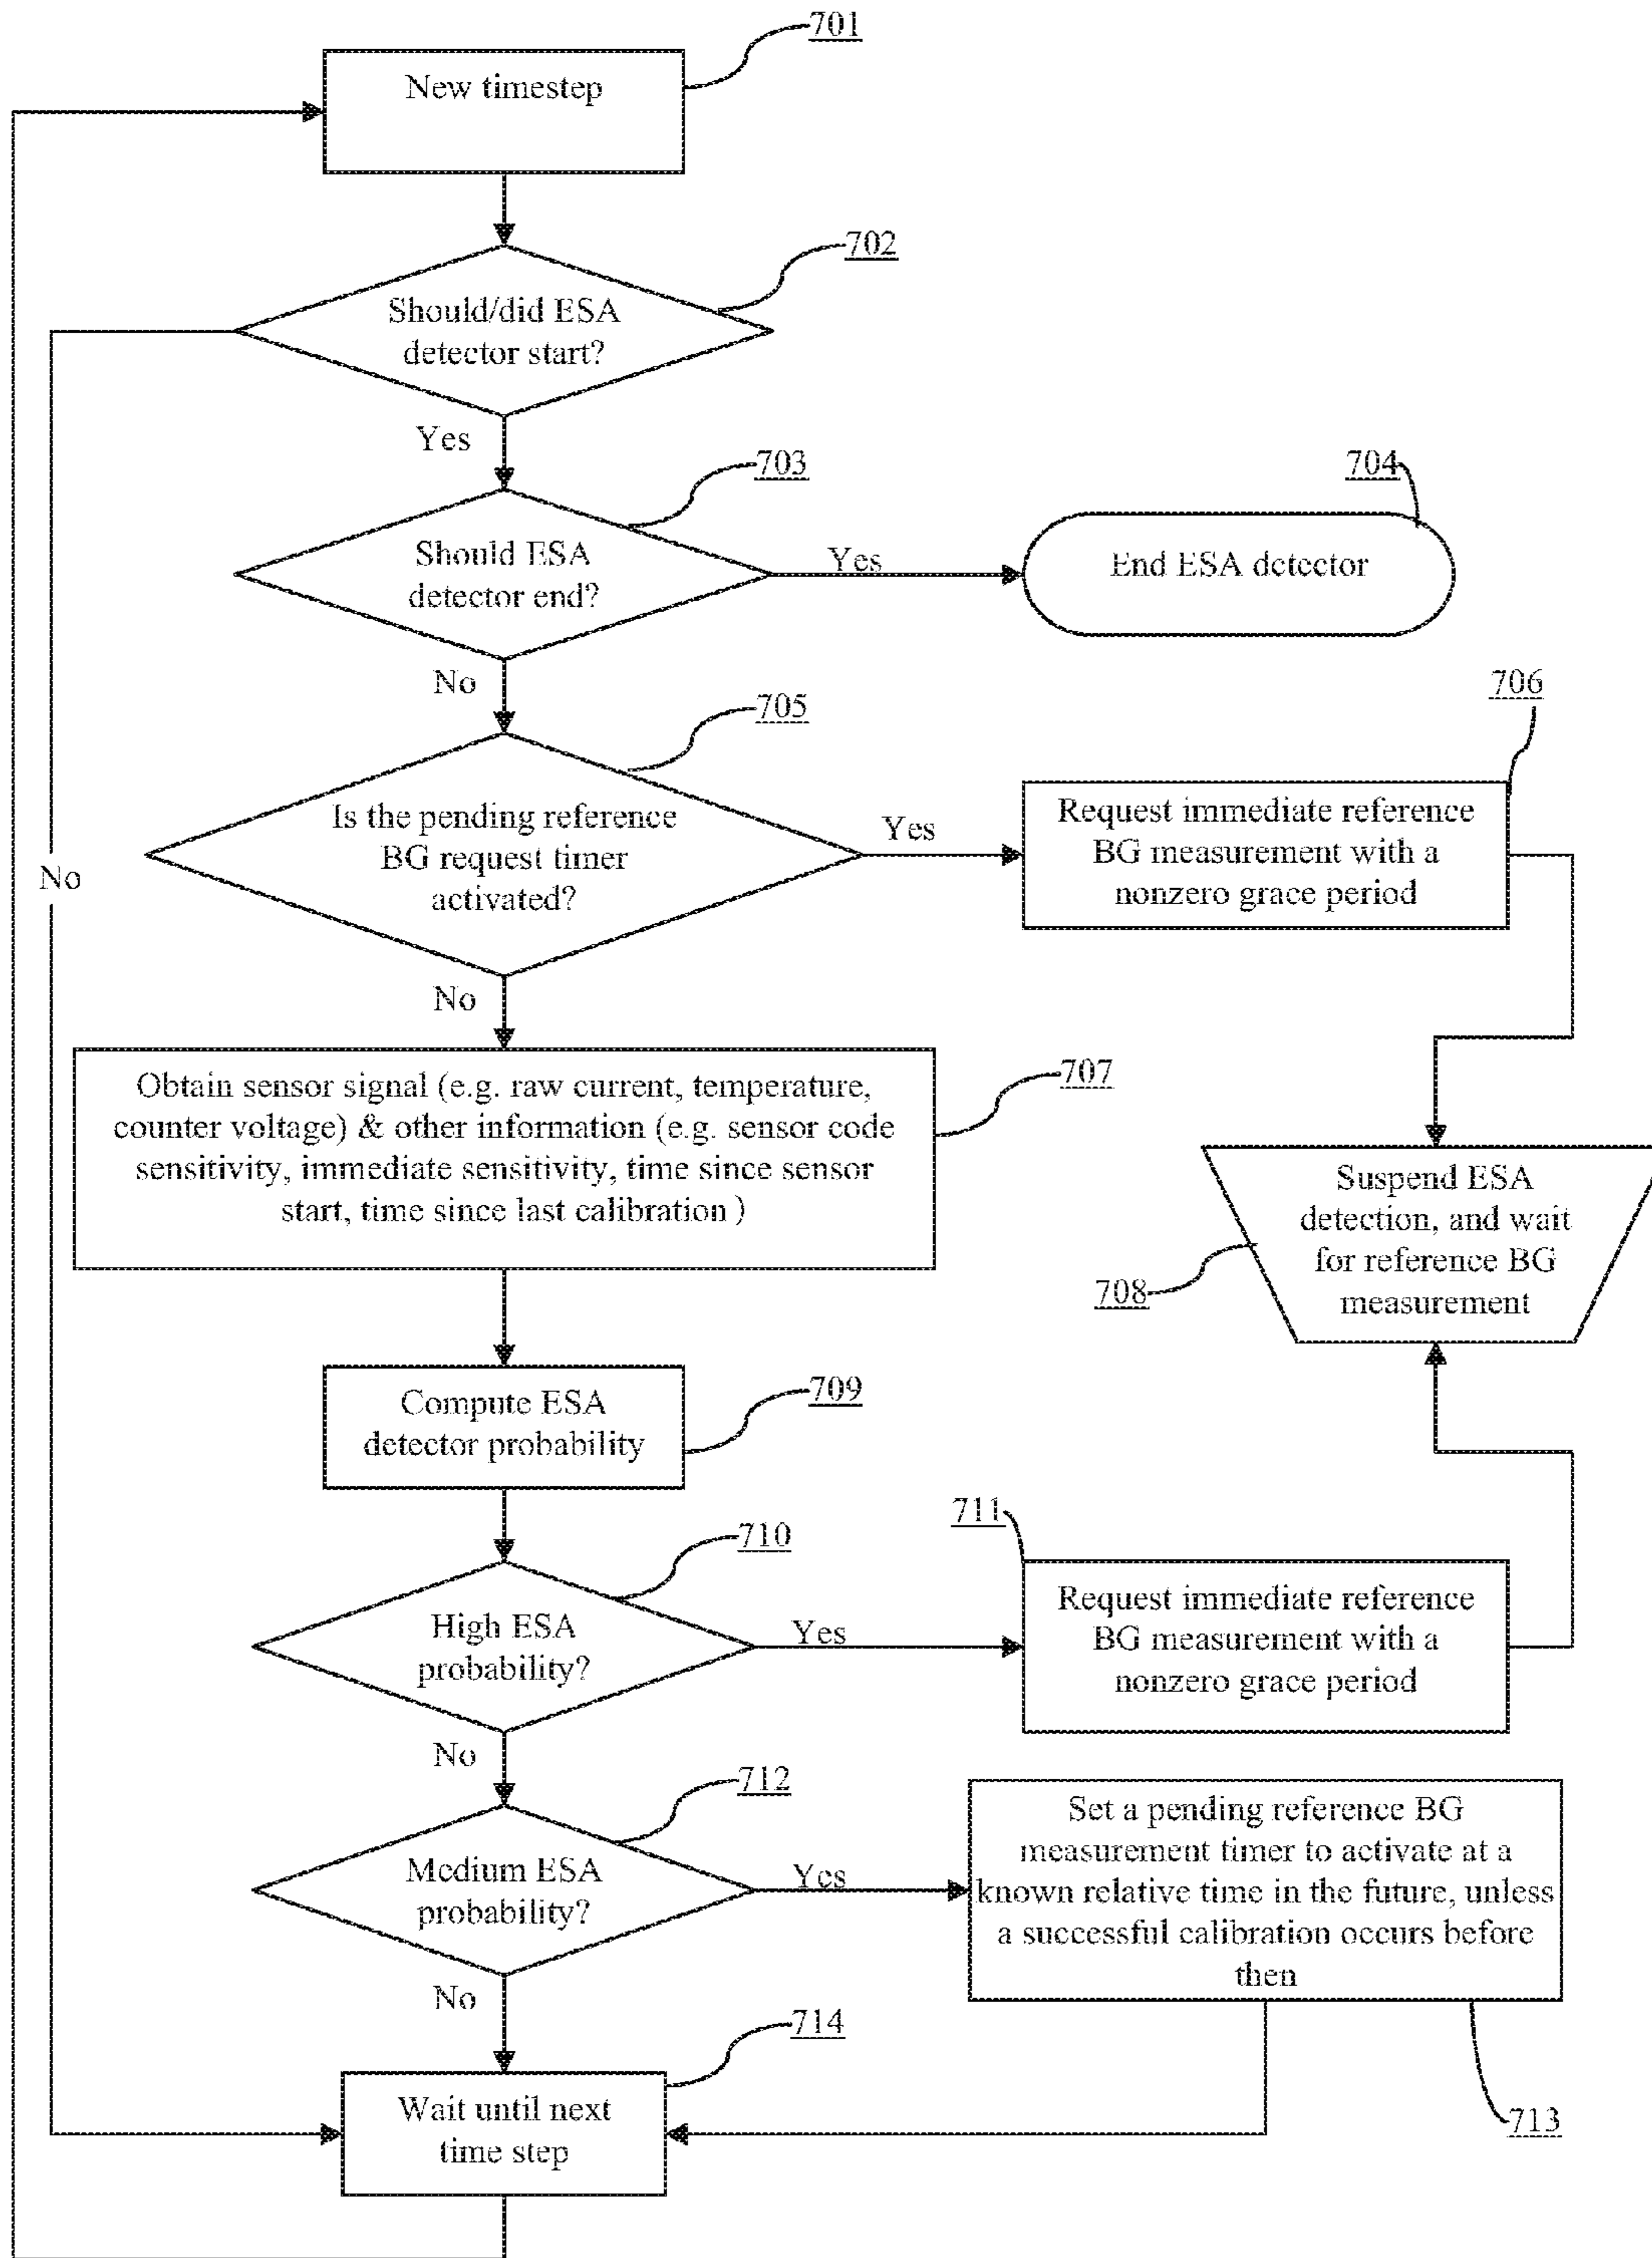 701
New timestep
702
Should/did ESA
detector start?
Yes
703
704
Should ESA
detector end?
Yes
End ESA detector
No
705
706
Is the pending reference
BG request timer
activated?
Yes
Request immediate reference
BG measurement with a
nonzero grace period
No
No
707
Obtain sensor signal (e.g. raw current, temperature,
counter voltage) & other information (e.g. sensor code
sensitivity, immediate sensitivity, time since sensor
start, time since last calibration )
Suspend ESA
detection, and wait
for reference BG
measurement
708
709
Compute ESA
detector probability
710
711
High ESA
probability?
Yes
Request immediate reference
BG measurement with a
nonzero grace period
No
712
Medium ESA
probability?
Yes
Set a pending reference BG
measurement timer to activate at a
known relative time in the future, unless
a successful calibration occurs before
then
No
714
713
Wait until next
time step